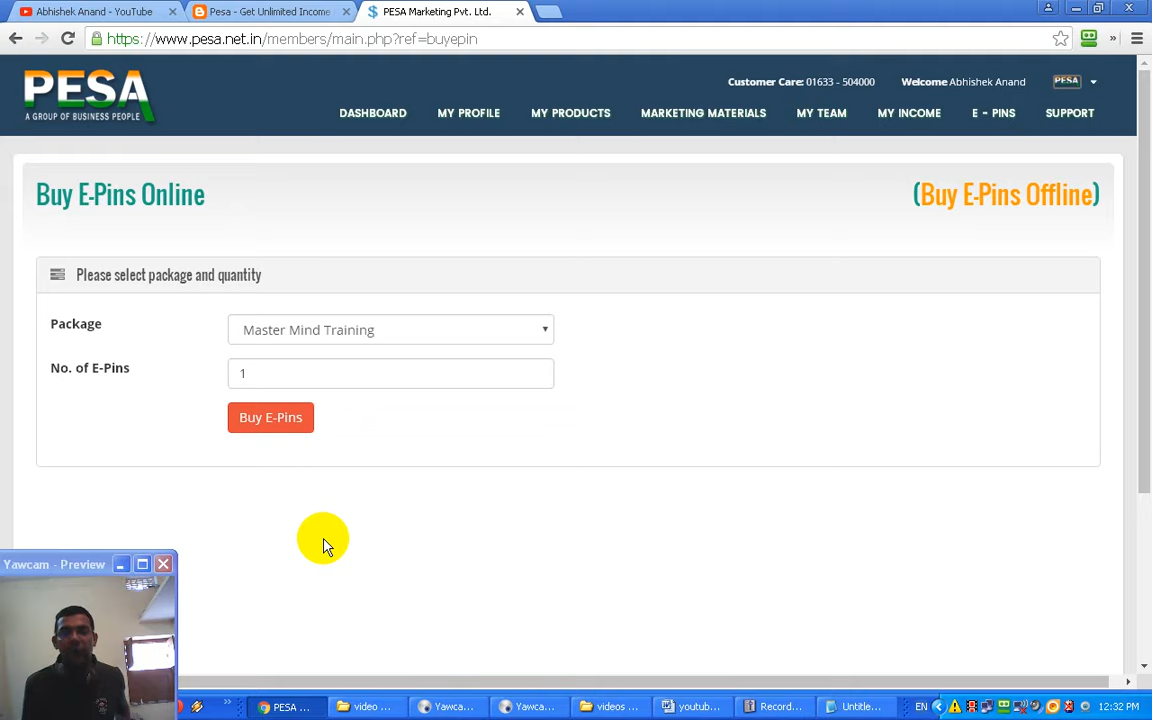 Abhishek Anand - YouTube
Pesa - Get Unlimited Income
PESA Marketing Pvt. Ltd.
https://www.pesa.net.in/members/main.php?ref=buyepin
PESA
A GROUP OF BUSINESS PEOPLE
Customer Care: 01633 - 504000
Welcome Abhishek Anand
PESA
DASHBOARD
MY PROFILE
MY PRODUCTS
MARKETING MATERIALS
MY TEAM
MY INCOME
E - PINS
SUPPORT
Buy E-Pins Online
(Buy E-Pins Offline)
Please select package and quantity
Package
Master Mind Training
No. of E-Pins
1
Buy E-Pins
Yawcam - Preview
PESA ...
video ...
Yawca...
Yawca...
videos ...
youtub...
Record...
Untitle...
EN
12:32 PM